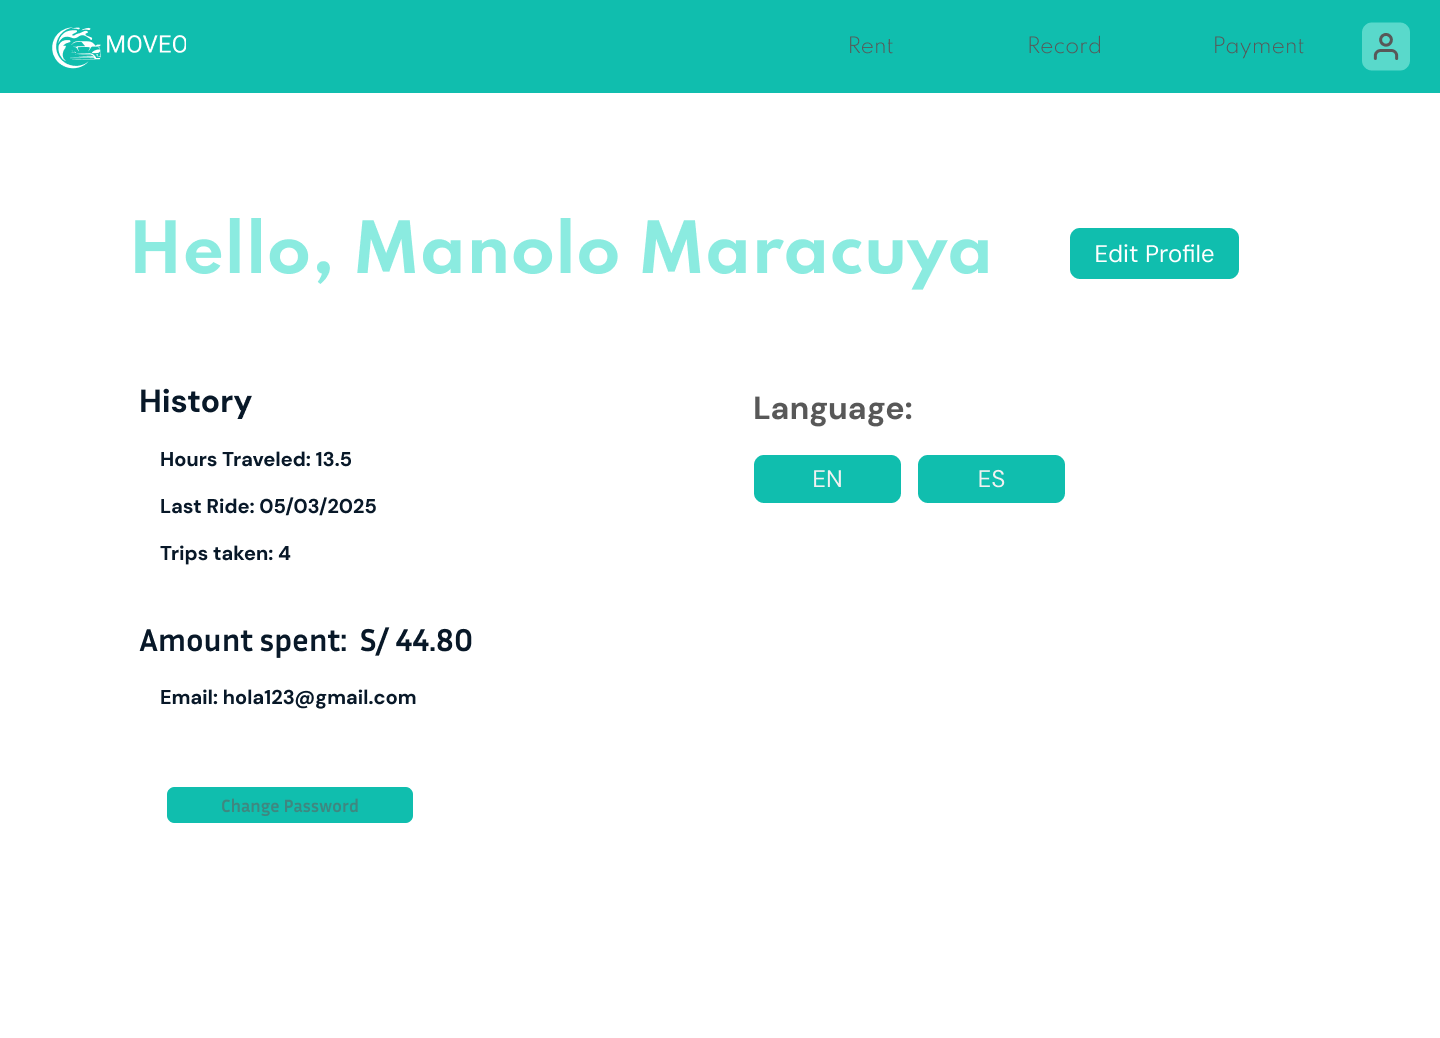 MOVEO
Rent
Record
Payment
Hello, Manolo Maracuya
Edit Profile
History
Hours Traveled: 13.5
Last Ride: 05/03/2025
Trips taken: 4
Amount spent: S/ 44.80
Email: hola123@gmail.com
Change Password
Language:
EN
ES